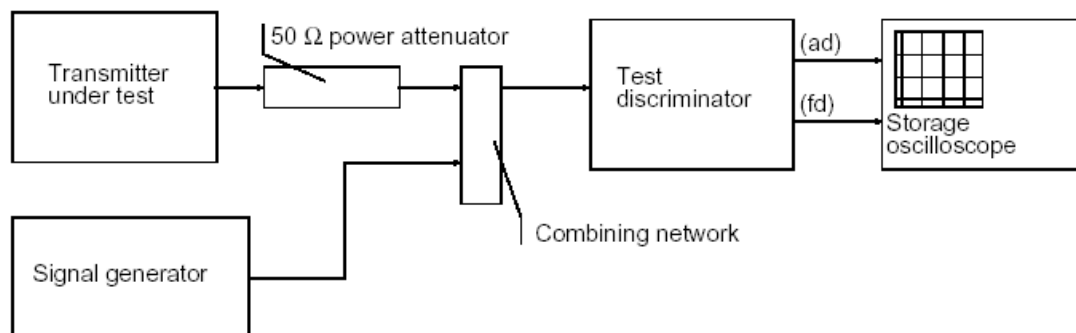 50 Ω power attenuator
Transmitter
under test
Test
discriminator
(ad)
(fd)
Storage
oscilloscope
Combining network
Signal generator